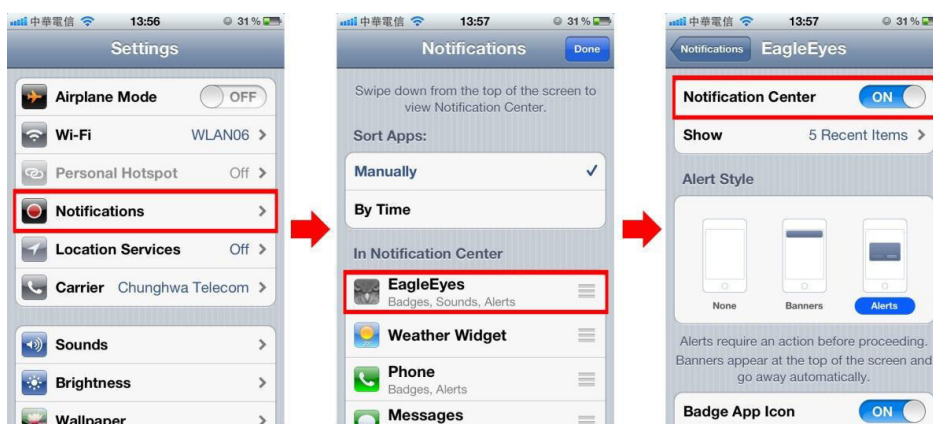 中華電信 13:56 31%
Settings
Airplane Mode OFF
Wi-Fi WLAN06
Personal Hotspot Off
Notifications
Location Services Off
Carrier Chunghwa Telecom
Sounds
Brightness
Wallpaper
中華電信 13:57 31%
Notifications Done
Swipe down from the top of the screen to
view Notification Center.
Sort Apps:
Manually
By Time
In Notification Center
EagleEyes
Badges, Sounds, Alerts
Weather Widget
Phone
Badges, Alerts
Messages
中華電信 13:57 31%
Notifications EagleEyes
Notification Center ON
Show 5 Recent Items
Alert Style
None Banners Alerts
Alerts require an action before proceeding.
Banners appear at the top of the screen and
go away automatically.
Badge App Icon ON